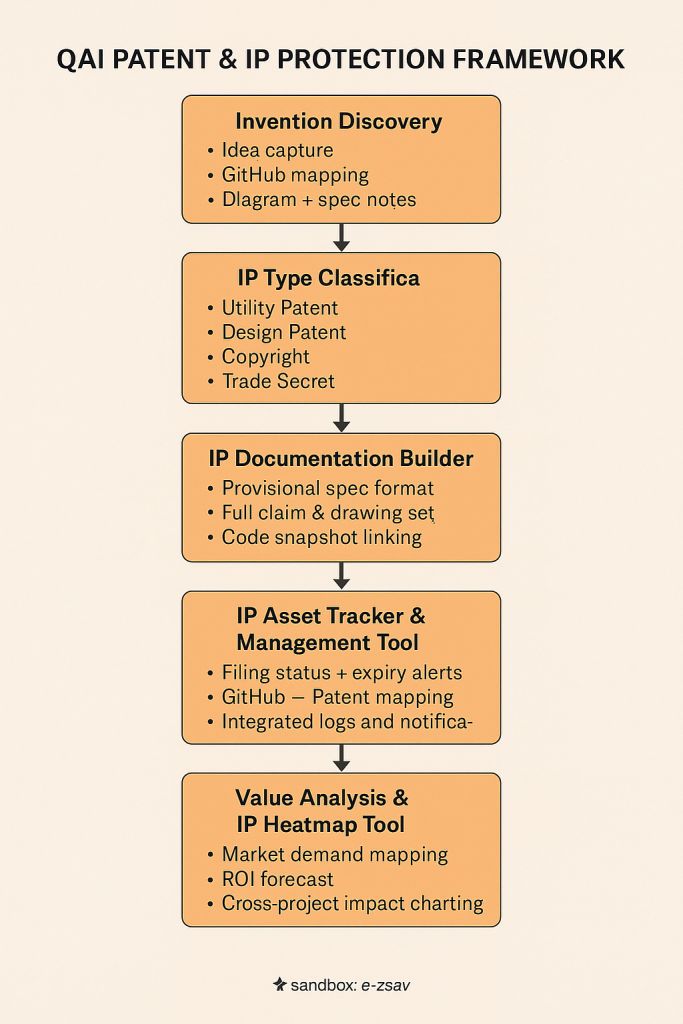 QAI PATENT & IP PROTECTION FRAMEWORK
Invention Discovery
• Idea capture
• GitHub mapping
• Dlagram + spec notes
IP Type Classifica
• Utility Patent
• Design Patent
• Copyright
• Trade Secret
IP Documentation Builder
• Provisional spec format
• Full claim & drawing set
• Code snapshot linking
IP Asset Tracker &
Management Tool
• Filing status + expiry alerts
• GitHub — Patent mapping
• Integrated logs and notifica-
Value Analysis &
IP Heatmap Tool
• Market demand mapping
• ROI forecast
• Cross-project impact charting
sandbox: e-zsav